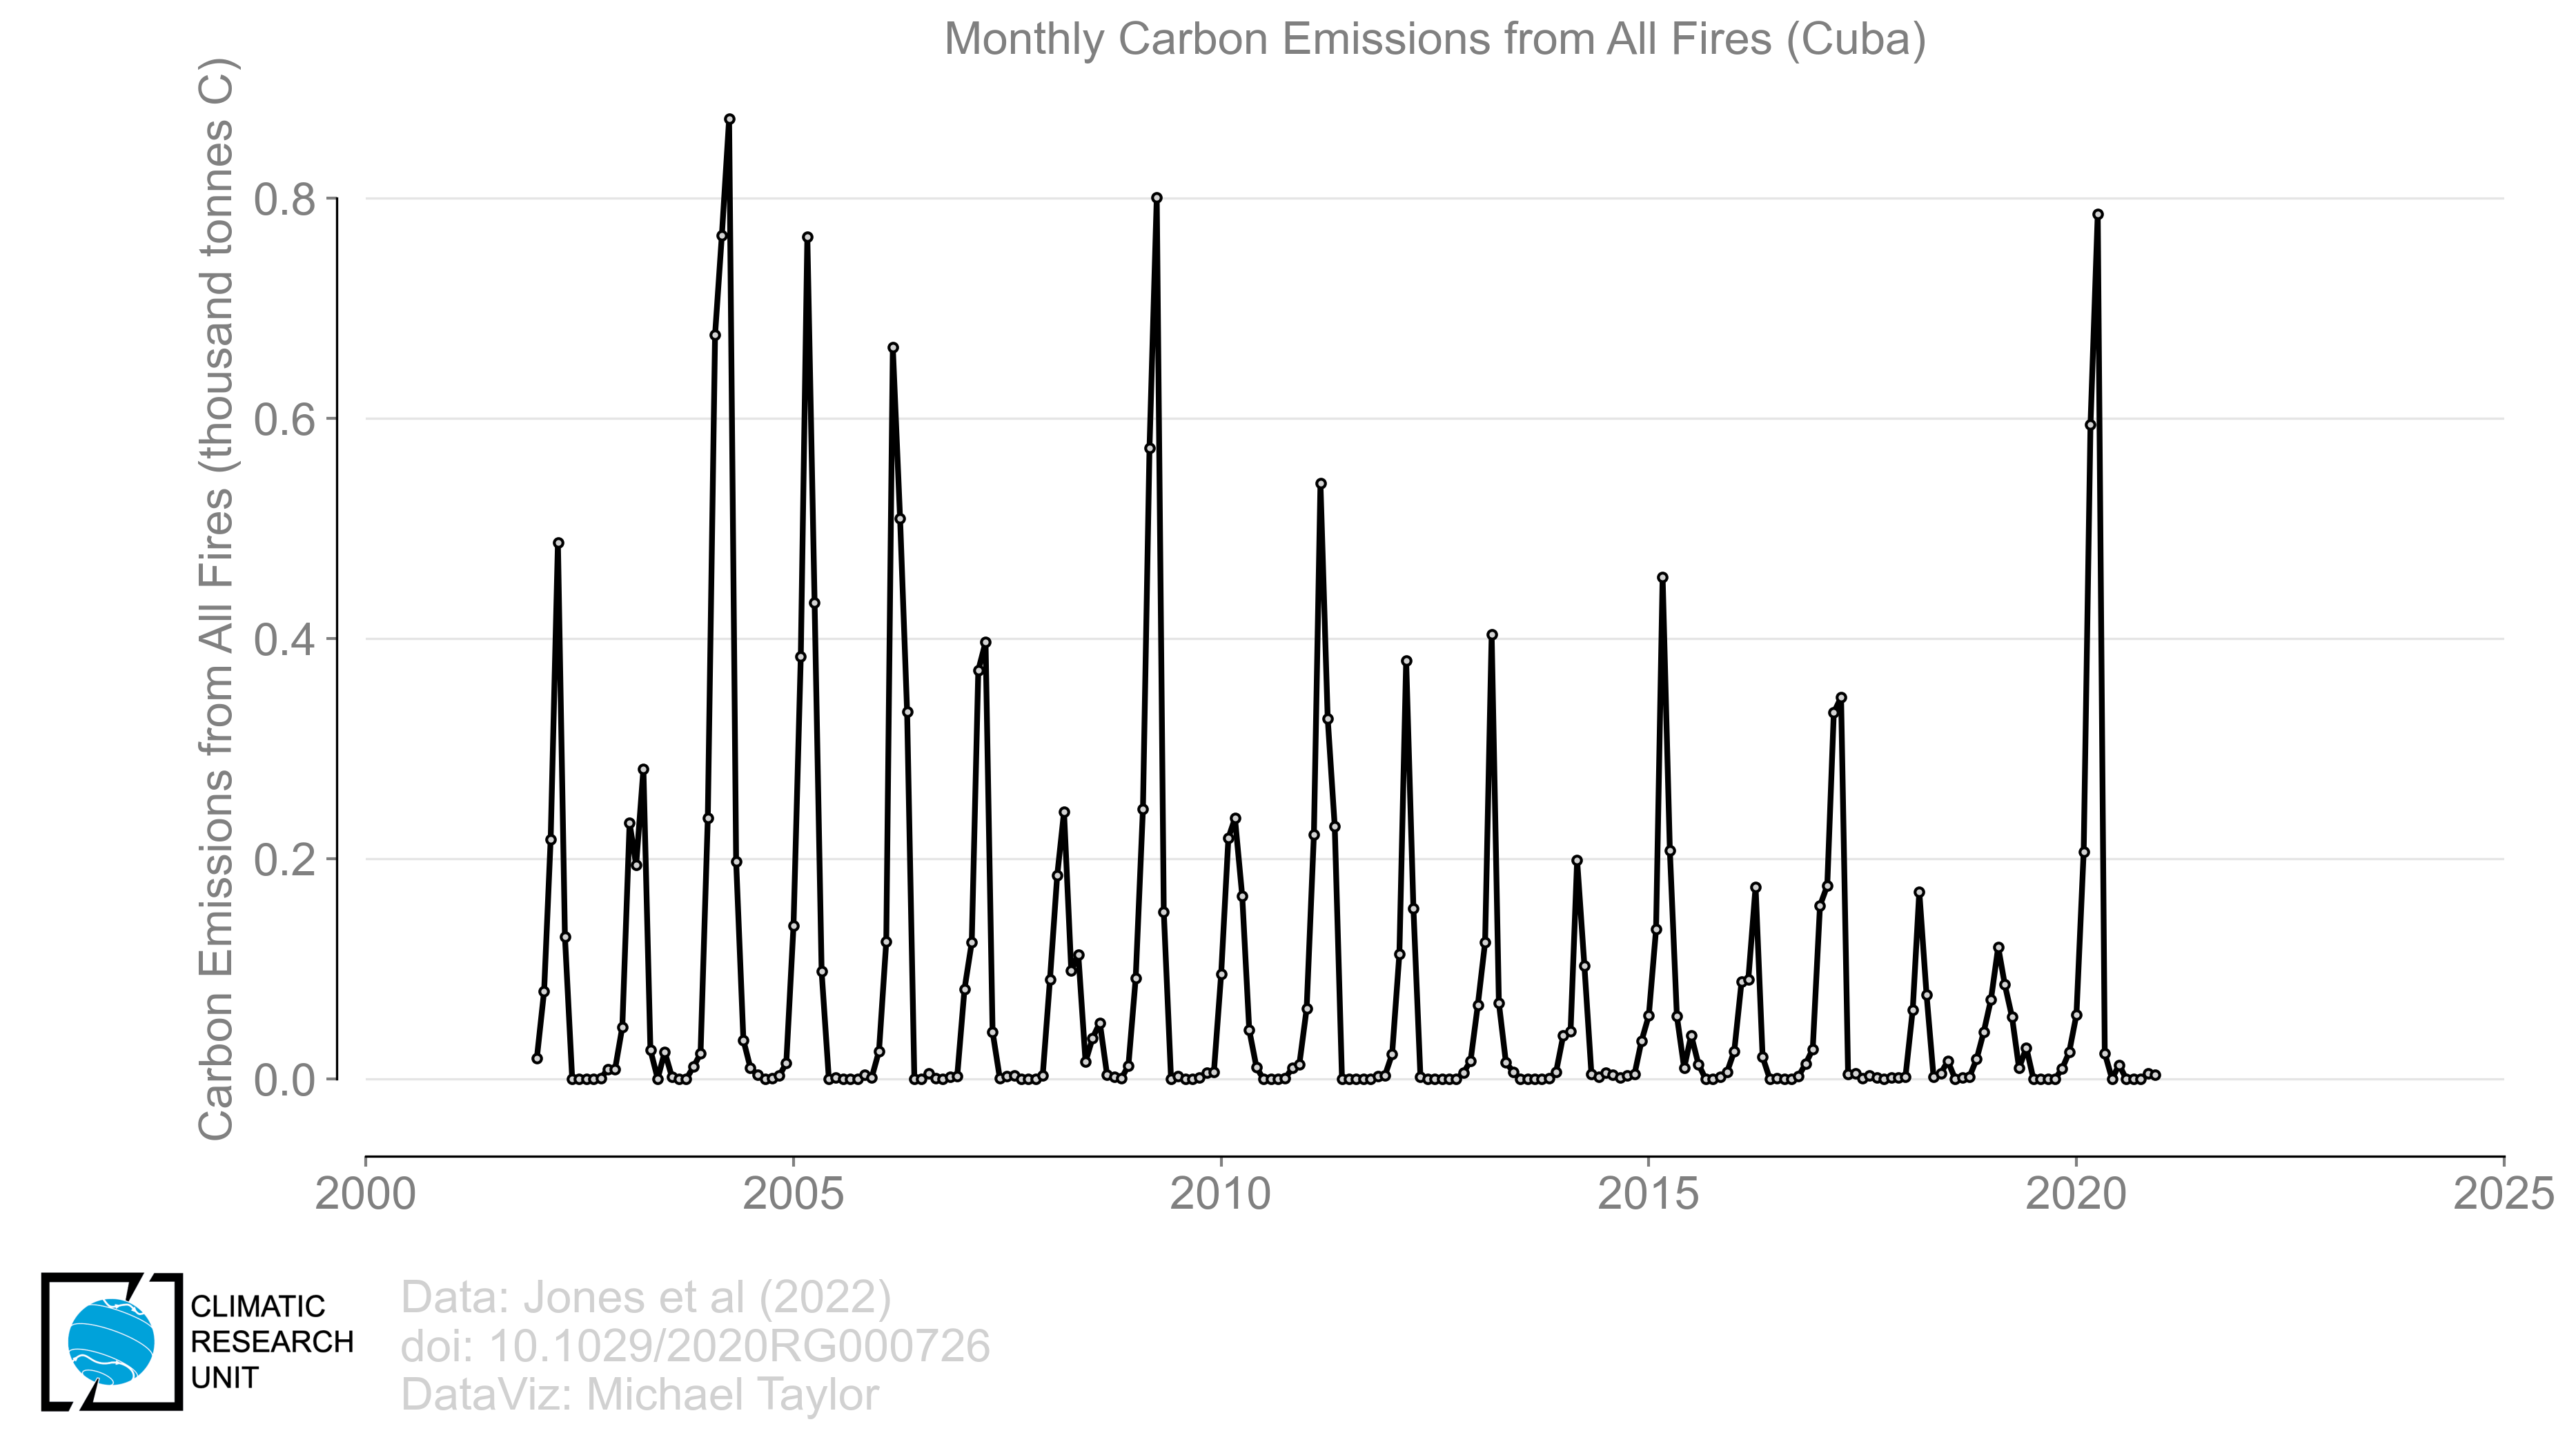 Monthly Carbon Emissions from All Fires (Cuba)
Carbon Emissions from All Fires (thousand tonnes C)
0.8
0.6
0.4
0.2
0.0
2000
2005
2010
2015
2020
2025
CLIMATIC
RESEARCH
UNIT
Data: Jones et al (2022)
doi: 10.1029/2020RG000726
DataViz: Michael Taylor